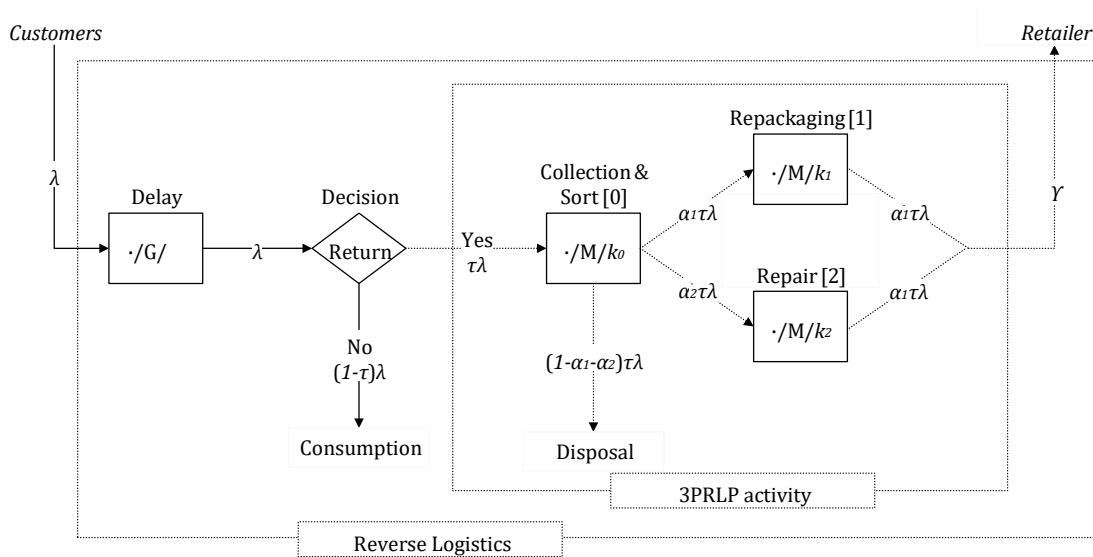 Customers
Retailer
λ
Delay
·/G/
λ
Decision
Return
Yes
τλ
No
(1-τ)λ
Consumption
Collection &
Sort [0]
·/M/k₀
(1-α₁-α₂)τλ
Disposal
α₁τλ
α₂τλ
Repackaging [1]
·/M/k₁
Repair [2]
·/M/k₂
α₁τλ
α₁τλ
ϒ
3PRLP activity
Reverse Logistics